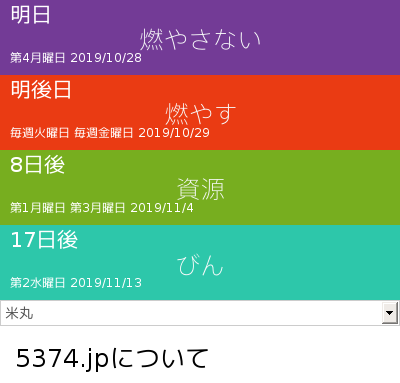 明日
燃やさない
第4月曜日 2019/10/28
明後日
燃やす
毎週火曜日 毎週金曜日 2019/10/29
8日後
資源
第1月曜日 第3月曜日 2019/11/4
17日後
びん
第2水曜日 2019/11/13
米丸
5374.jpについて